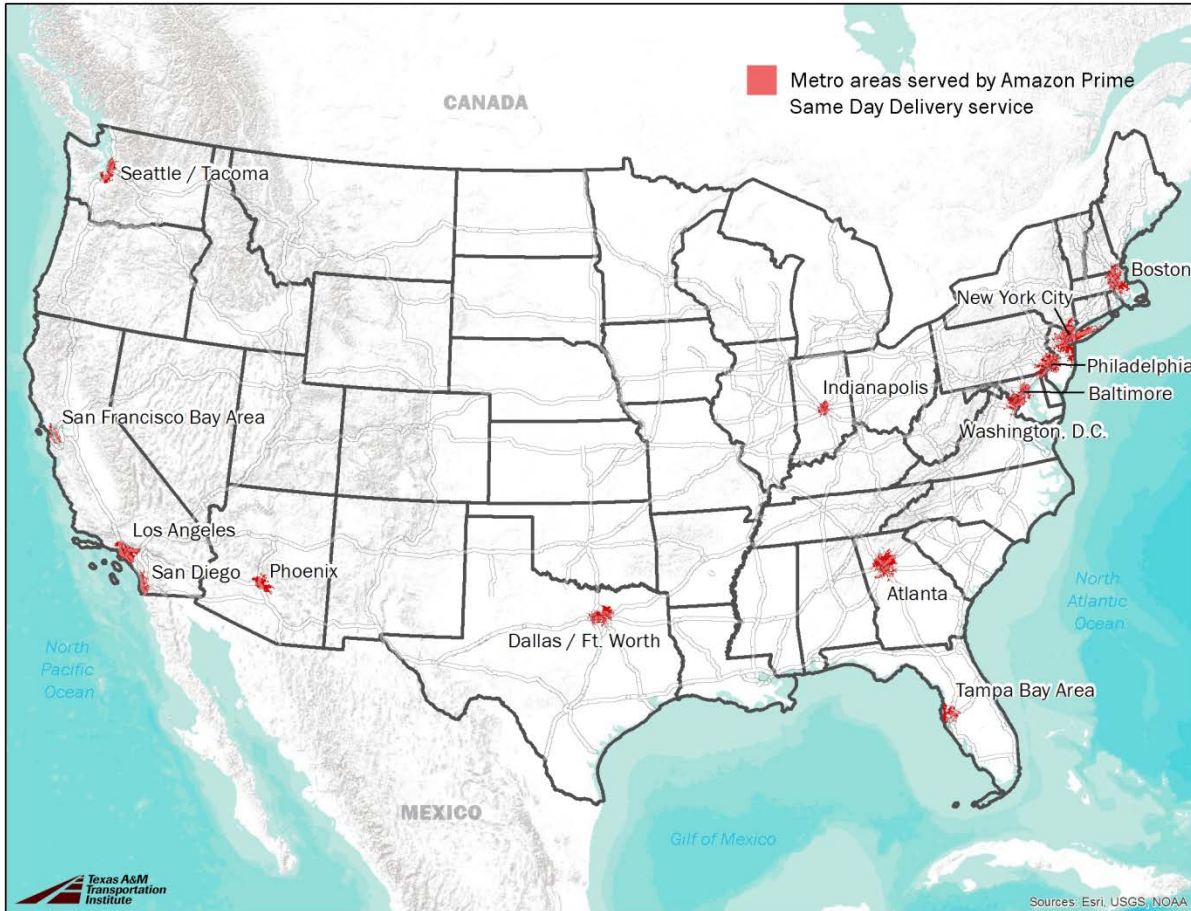 Metro areas served by Amazon Prime
Same Day Delivery service
CANADA
Seattle / Tacoma
Boston
New York City
Philadelphia
Indianapolis
Baltimore
San Francisco Bay Area
Washington, D.C.
Los Angeles
San Diego
Phoenix
Atlanta
North
Atlantic
Ocean
Dallas / Ft. Worth
North
Pacific
Ocean
Tampa Bay Area
MEXICO
Gilf of Mexico
Texas A&M
Transportation
Institute
Sources: Esri, USGS, NOAA